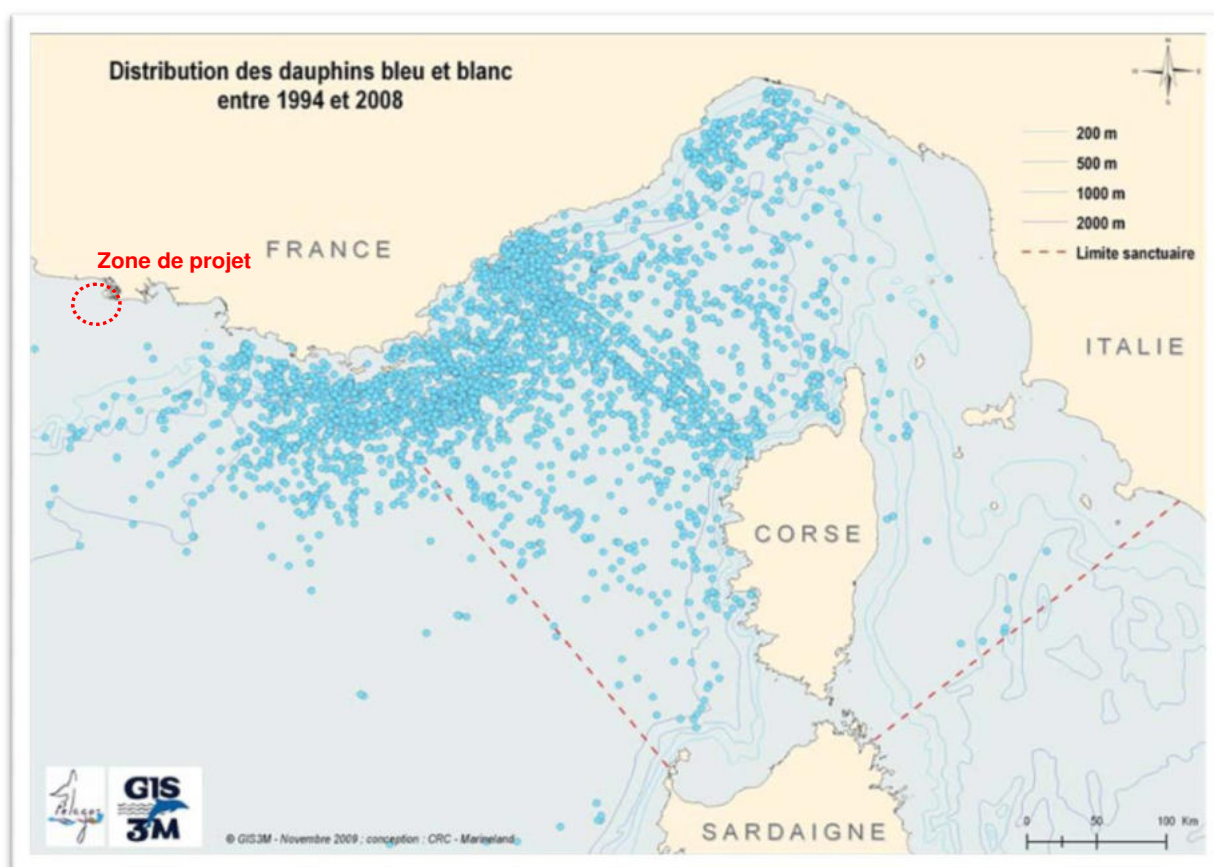 Distribution des dauphins bleu et blanc
entre 1994 et 2008
N
200 m
500 m
1000 m
2000 m
Limite sanctuaire
FRANCE
Zone de projet
ITALIE
CORSE
SARDAIGNE
Pelagos
GIS
3M
© GIS3M - Novembre 2009 ; conception : CRC - Marineland
0 50 100 Km